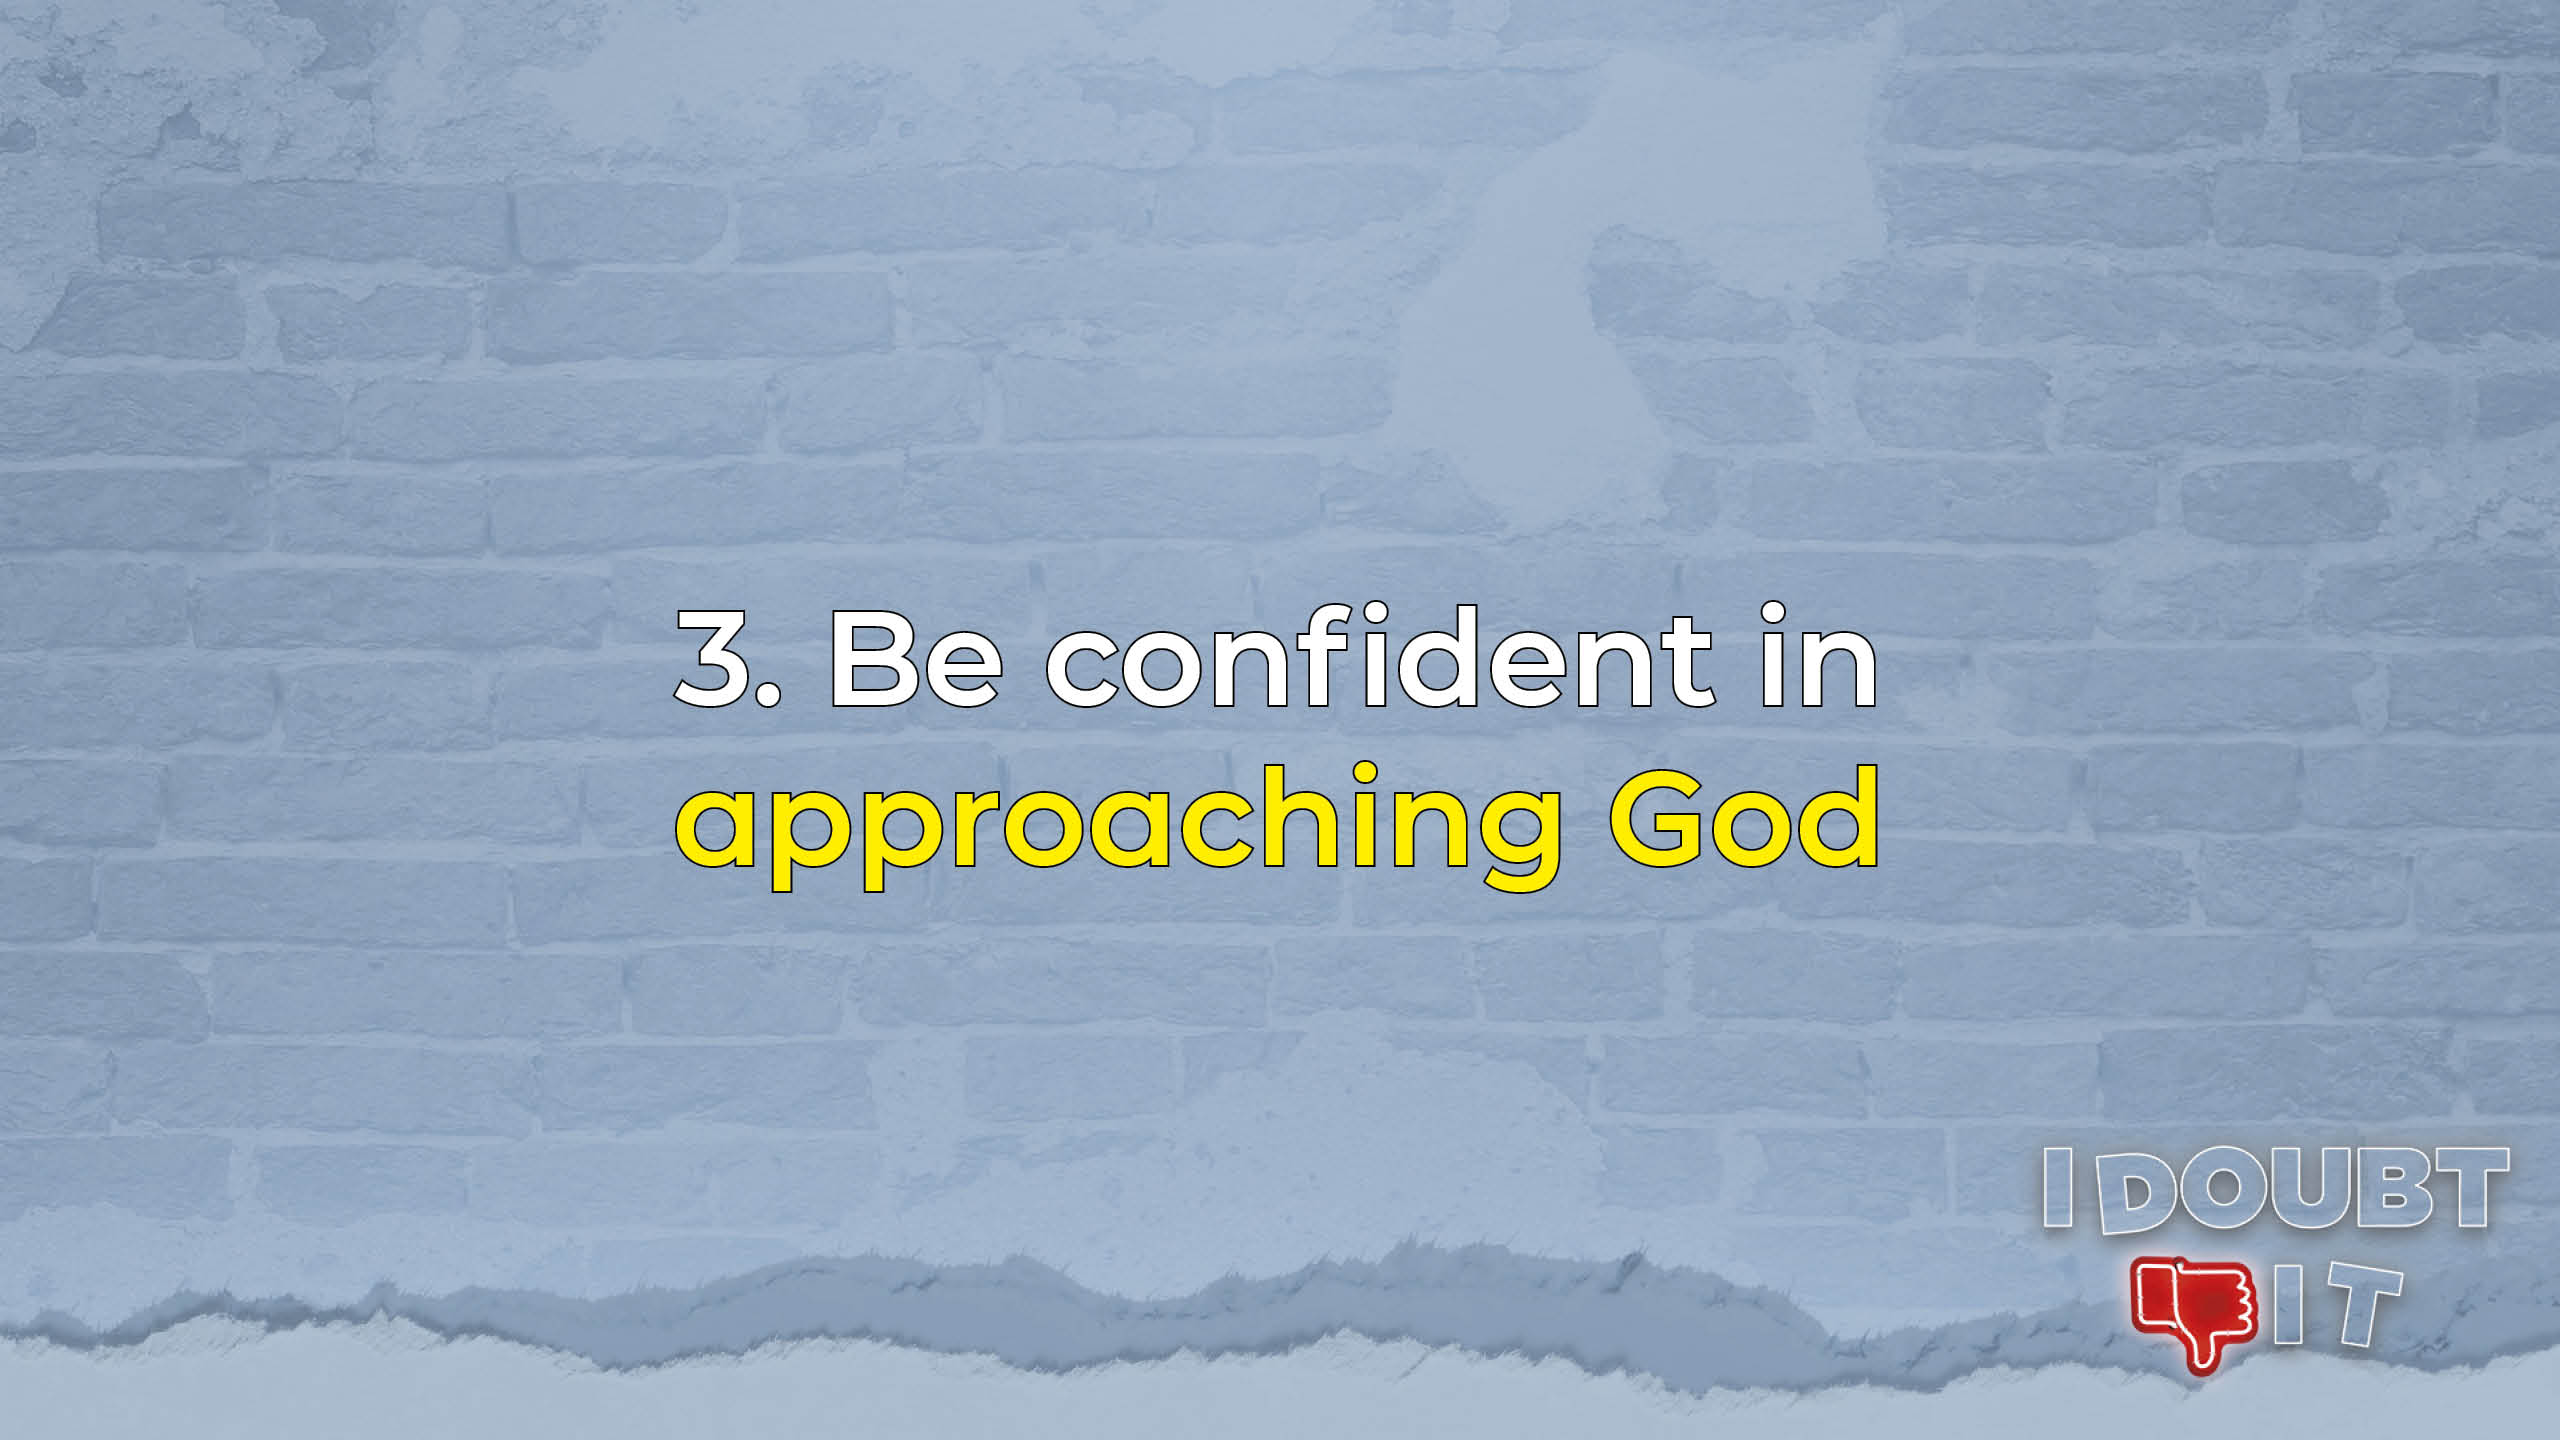 3. Be confident in
approaching God
I DOUBT
IT